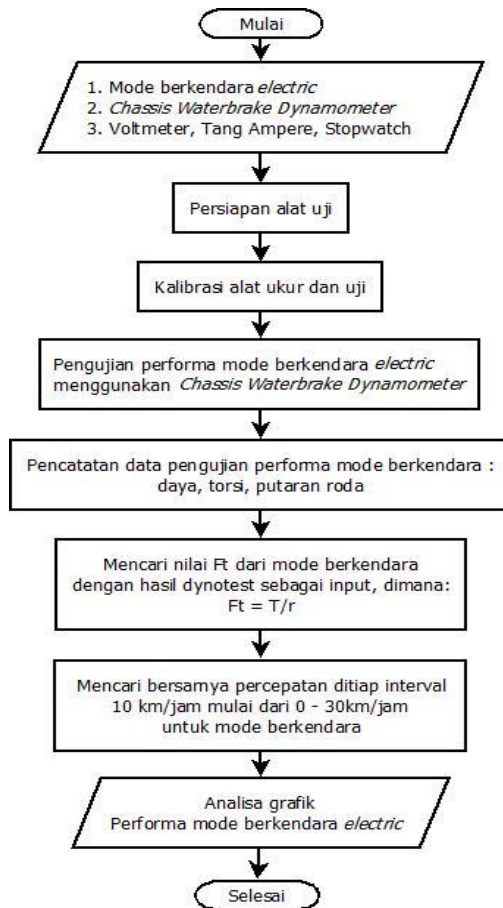 Mulai
1. Mode berkendara electric
2. Chassis Waterbrake Dynamometer
3. Voltmeter, Tang Ampere, Stopwatch
Persiapan alat uji
Kalibrasi alat ukur dan uji
Pengujian performa mode berkendara electric
menggunakan Chassis Waterbrake Dynamometer
Pencatatan data pengujian performa mode berkendara :
daya, torsi, putaran roda
Mencari nilai Ft dari mode berkendara
dengan hasil dynotest sebagai input, dimana:
Ft = T/r
Mencari bersarnya percepatan ditiap interval
10 km/jam mulai dari 0 - 30km/jam
untuk mode berkendara
Analisa grafik
Performa mode berkendara electric
Selesai